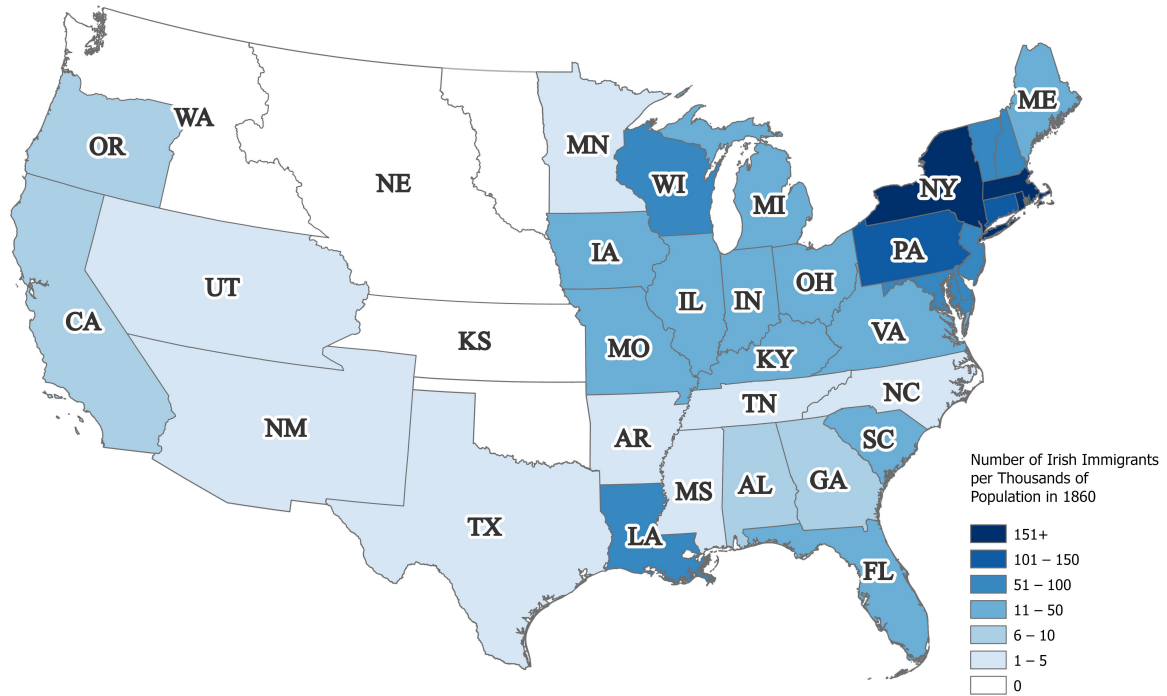 ME
WA
OR
MN
NE
WI
NY
MI
PA
IA
OH
UT
IL
IN
CA
VA
KS
MO
KY
NC
TN
NM
AR
SC
GA
AL
MS
TX
LA
FL
Number of Irish Immigrants
per Thousands of
Population in 1860
151+
101 – 150
51 – 100
11 – 50
6 – 10
1 – 5
0